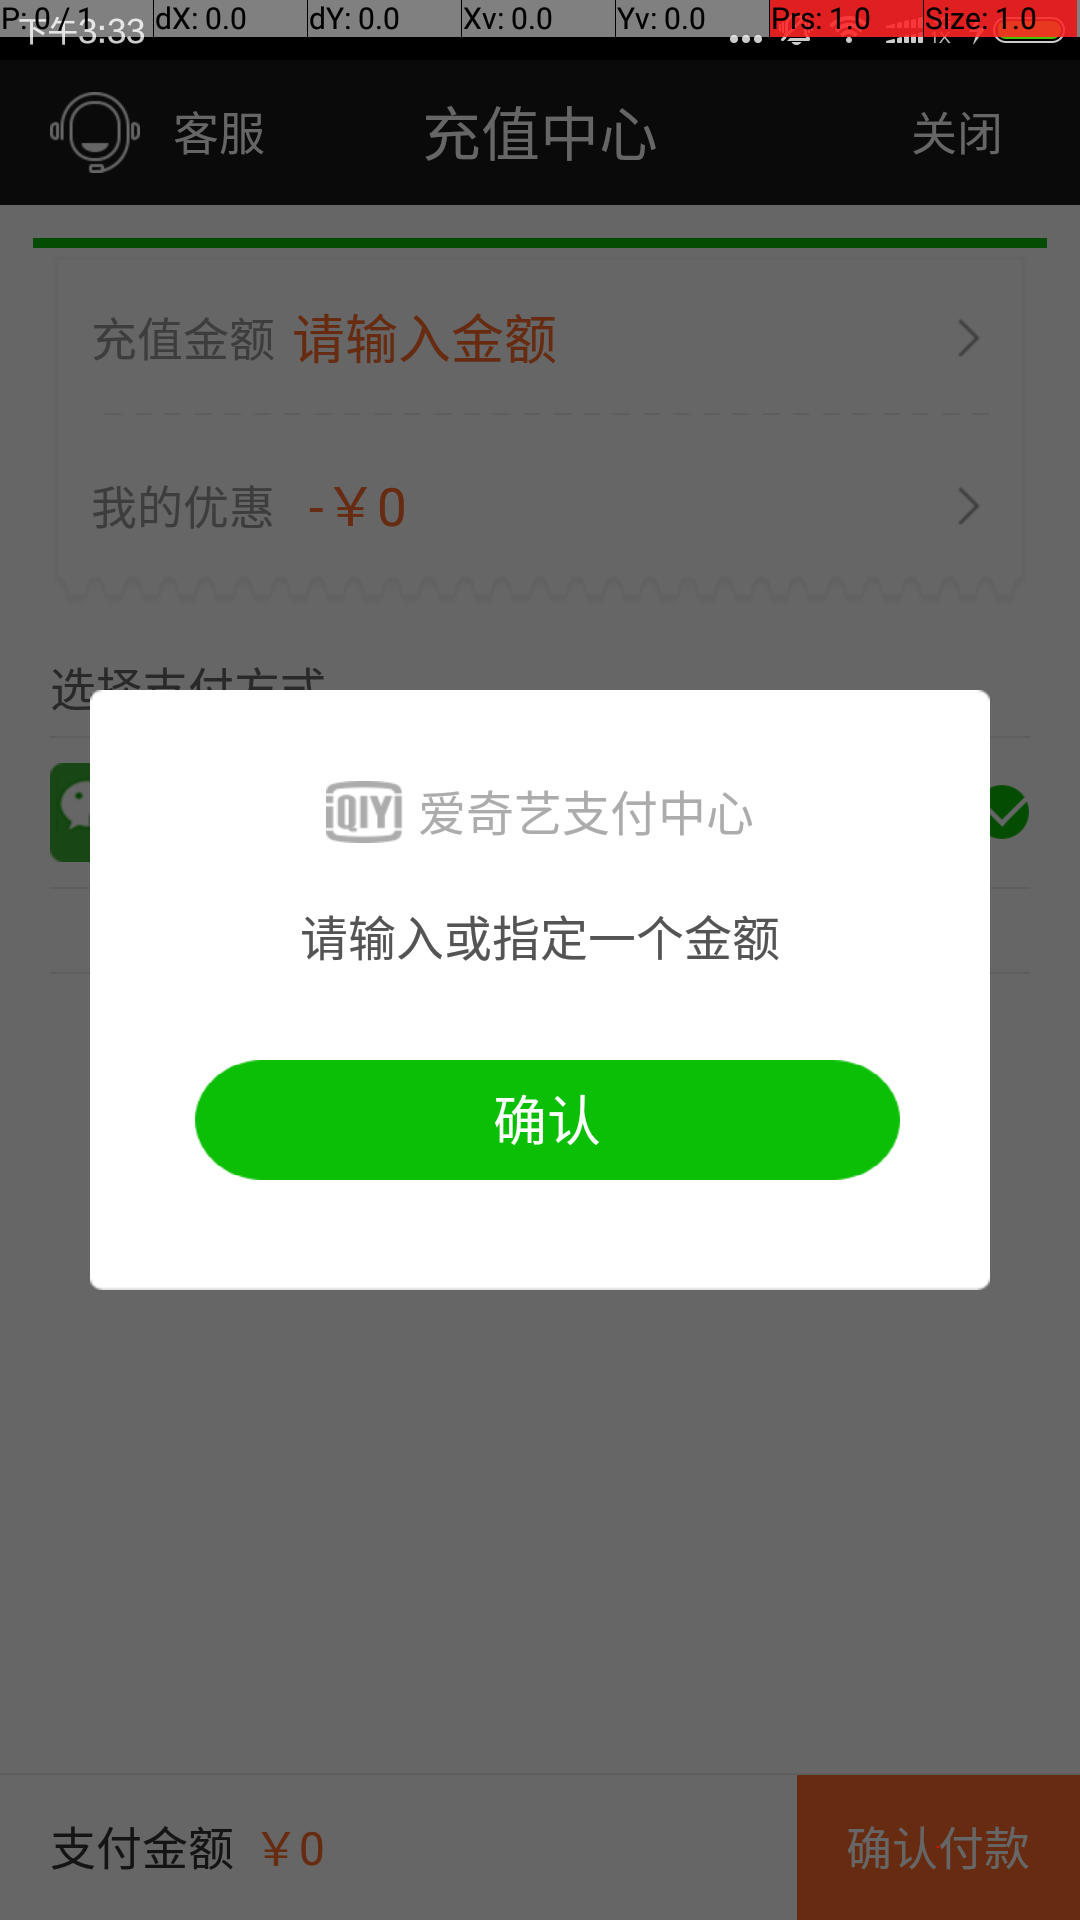 P: 0 / 1 dX: 0.0 dY: 0.0 Xv: 0.0 Yv: 0.0 Prs: 1.0 Size: 1.0
下午3:33
客服 充值中心 关闭
充值金额 请输入金额
我的优惠 -￥0
选择支付方式
iQIYI 爱奇艺支付中心
请输入或指定一个金额
确认
支付金额 ￥0 确认付款